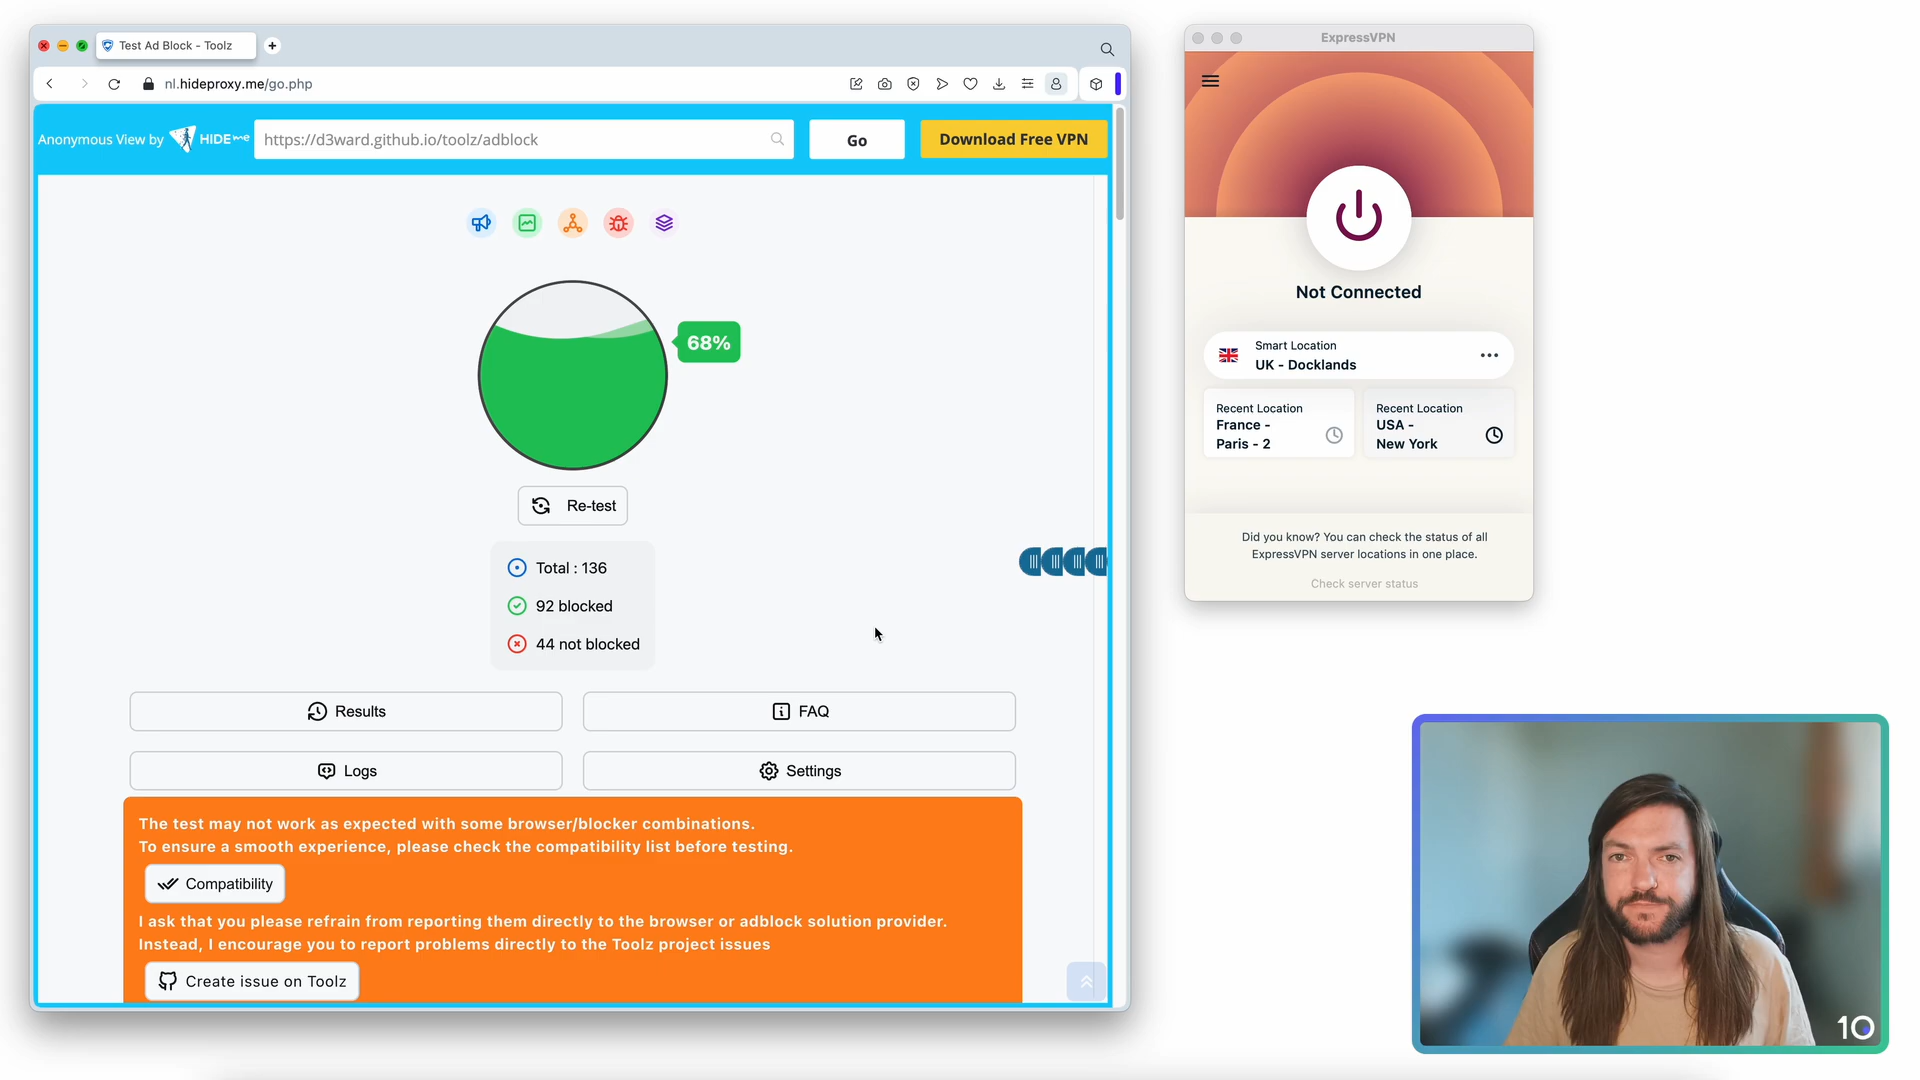 Test Ad Block - Toolz
nl.hideproxy.me/go.php
Anonymous View by HIDE me
https://d3ward.github.io/toolz/adblock
Go
Download Free VPN
68%
Re-test
Total : 136
92 blocked
44 not blocked
Results
FAQ
Logs
Settings
The test may not work as expected with some browser/blocker combinations.
To ensure a smooth experience, please check the compatibility list before testing.
Compatibility
I ask that you please refrain from reporting them directly to the browser or adblock solution provider.
Instead, I encourage you to report problems directly to the Toolz project issues
Create issue on Toolz
ExpressVPN
Not Connected
Smart Location
UK - Docklands
Recent Location
France -
Paris - 2
Recent Location
USA -
New York
Did you know? You can check the status of all
ExpressVPN server locations in one place.
Check server status
10